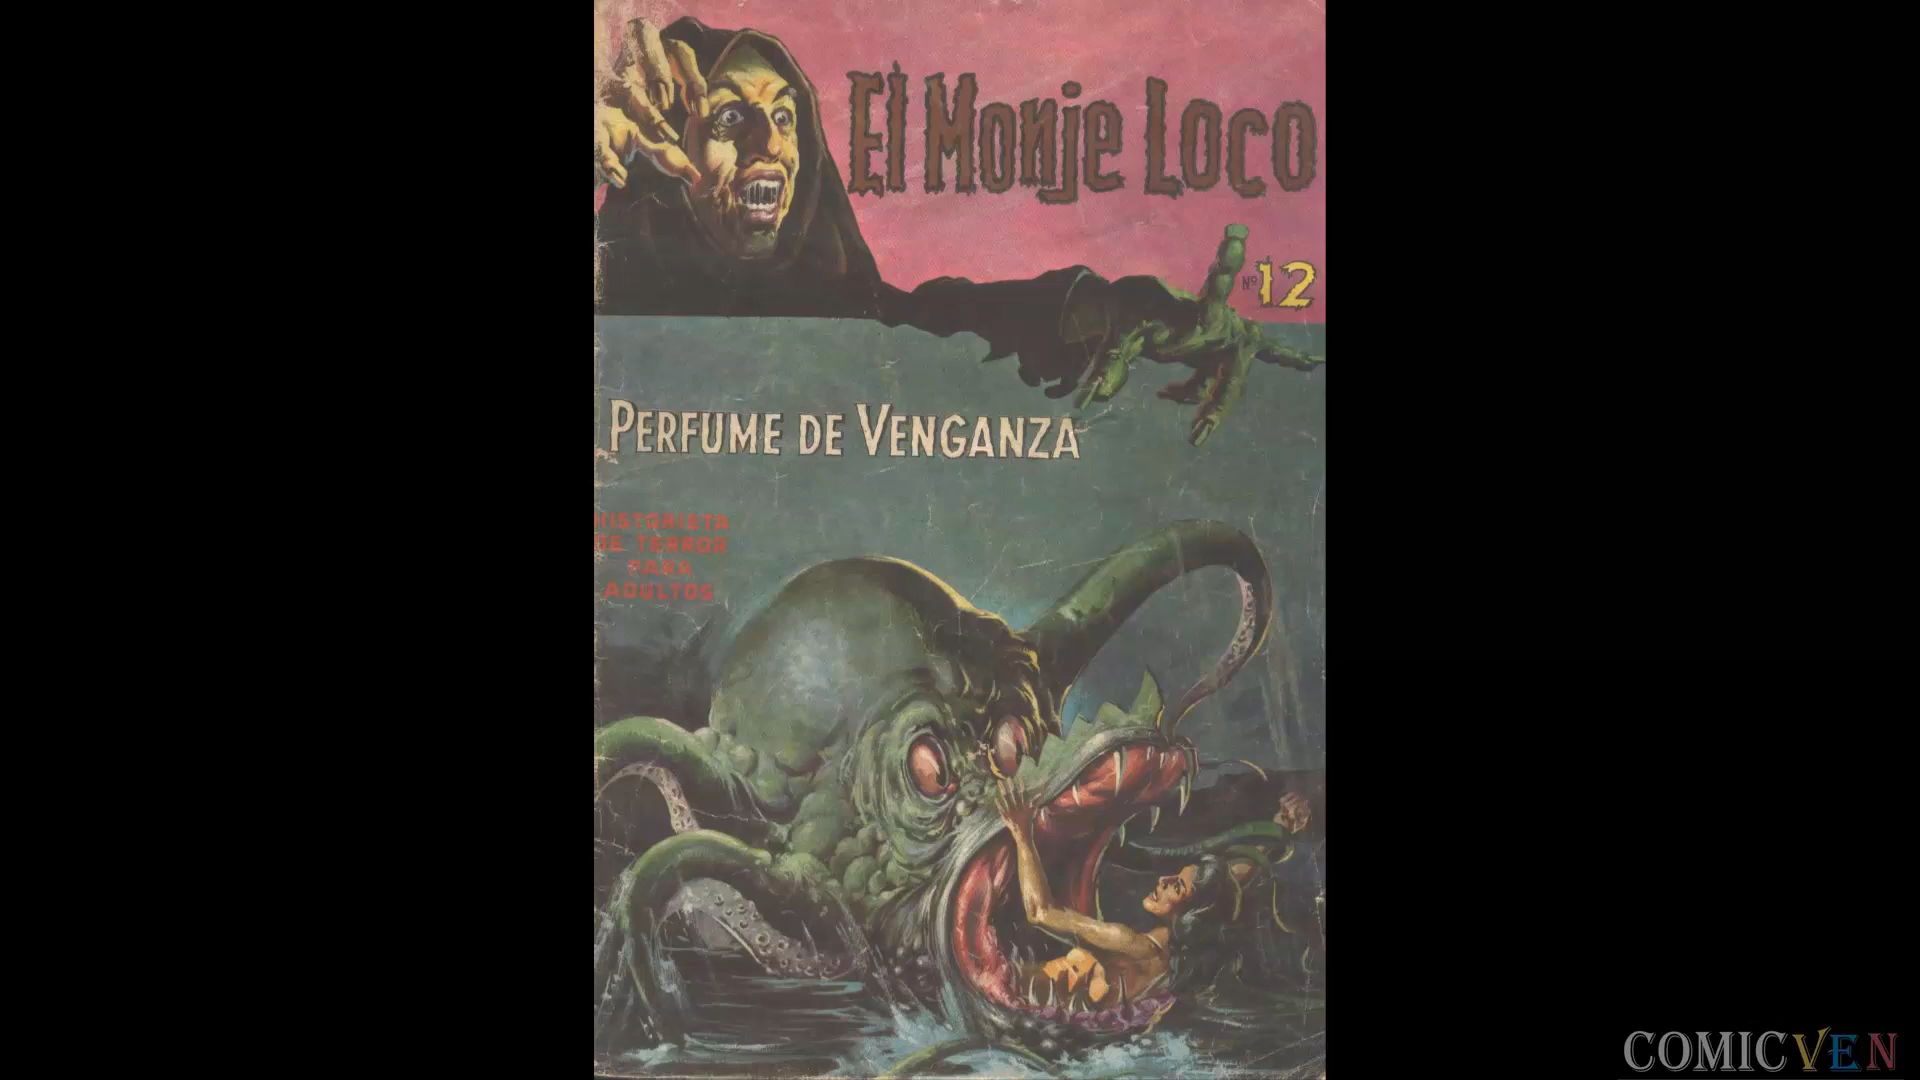 El Monje Loco
Nº 12
PERFUME DE VENGANZA
HISTORIETA
DE TERROR
PARA
ADULTOS
COMICVEN